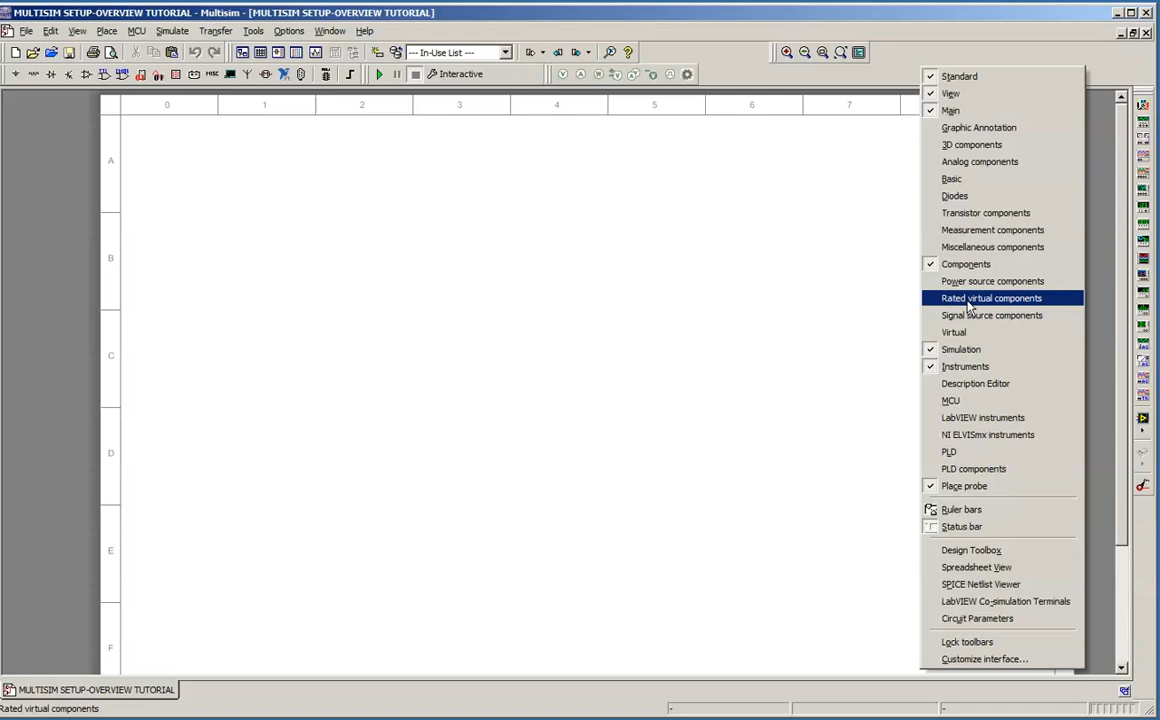 MULTISIM SETUP-OVERVIEW TUTORIAL - Multisim - [MULTISIM SETUP-OVERVIEW TUTORIAL]
File Edit View Place MCU Simulate Transfer Tools Options Window Help
--- In-Use List ---
Interactive
0 1 2 3 4 5 6 7
A
B
C
D
E
F
Standard
View
Main
Graphic Annotation
3D components
Analog components
Basic
Diodes
Transistor components
Measurement components
Miscellaneous components
Components
Power source components
Rated virtual components
Signal source components
Virtual
Simulation
Instruments
Description Editor
MCU
LabVIEW instruments
NI ELVISmx instruments
PLD
PLD components
Place probe
Ruler bars
Status bar
Design Toolbox
Spreadsheet View
SPICE Netlist Viewer
LabVIEW Co-simulation Terminals
Circuit Parameters
Lock toolbars
Customize interface...
MULTISIM SETUP-OVERVIEW TUTORIAL
Rated virtual components